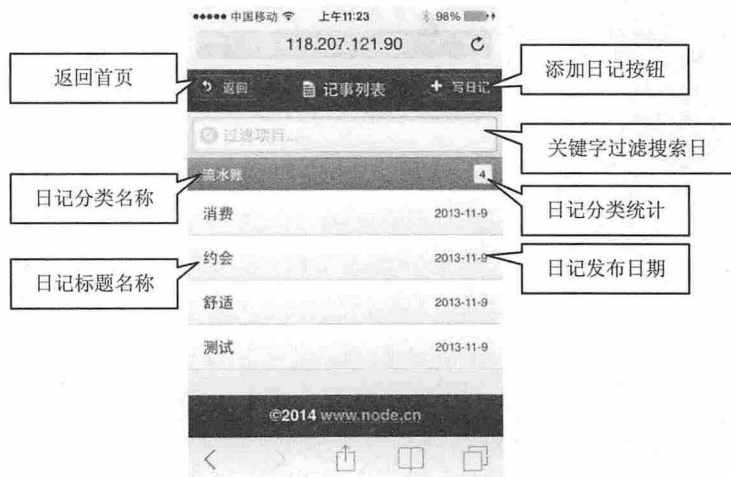 ●●●●● 中国移动 上午11:23 98%
118.207.121.90
返回首页
返回 记事列表 + 写日记
添加日记按钮
过滤项目...
关键字过滤搜索日
流水账 4
日记分类名称
日记分类统计
消费 2013-11-9
约会 2013-11-9
日记标题名称
日记发布日期
舒适 2013-11-9
测试 2013-11-9
©2014 www.node.cn